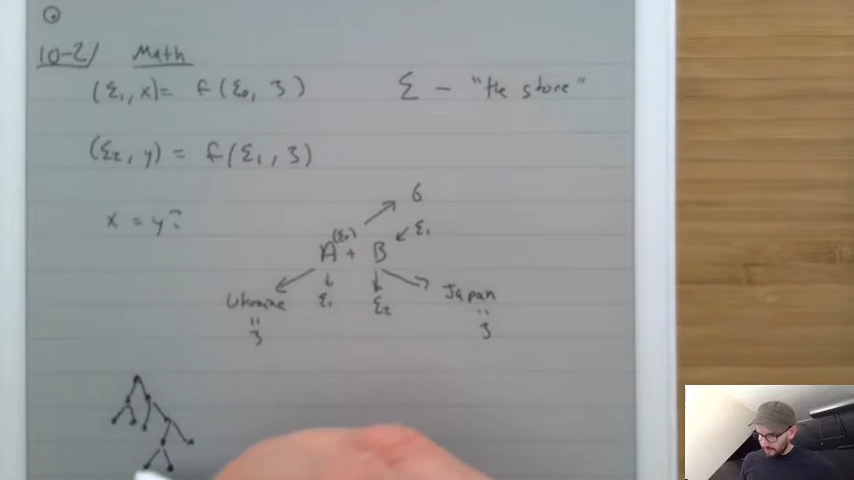 10-2/ Math
(Σ₁, x) = f(Σ₀, 3) Σ - "the store"
(Σ₂, y) = f(Σ₁, 3)
6
x = y?
(Σ₀) Σ₁
A + B
Ukraine Σ₁ Σ₂ Japan
" "
3 3